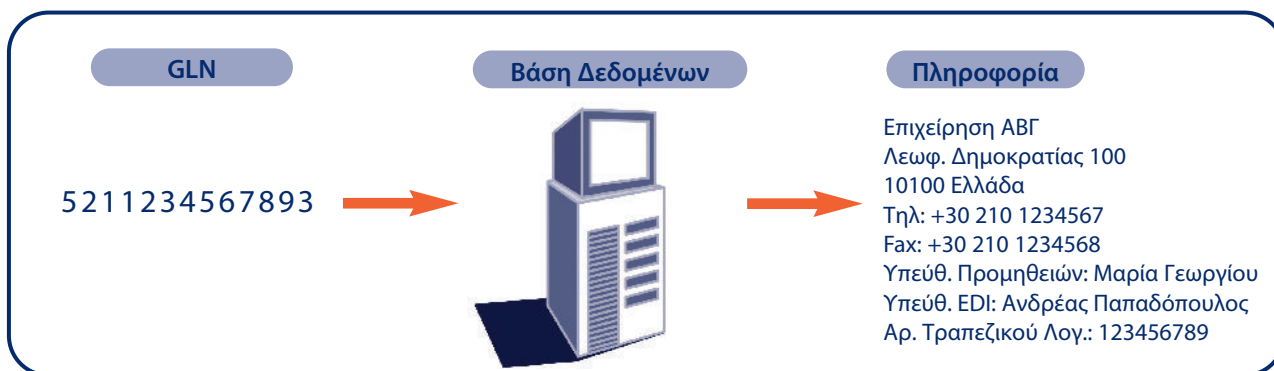 GLN
Βάση Δεδομένων
Πληροφορία
5211234567893
Επιχείρηση ΑΒΓ
Λεωφ. Δημοκρατίας 100
10100 Ελλάδα
Τηλ: +30 210 1234567
Fax: +30 210 1234568
Υπεύθ. Προμηθειών: Μαρία Γεωργίου
Υπεύθ. EDI: Ανδρέας Παπαδόπουλος
Αρ. Τραπεζικού Λογ.: 123456789